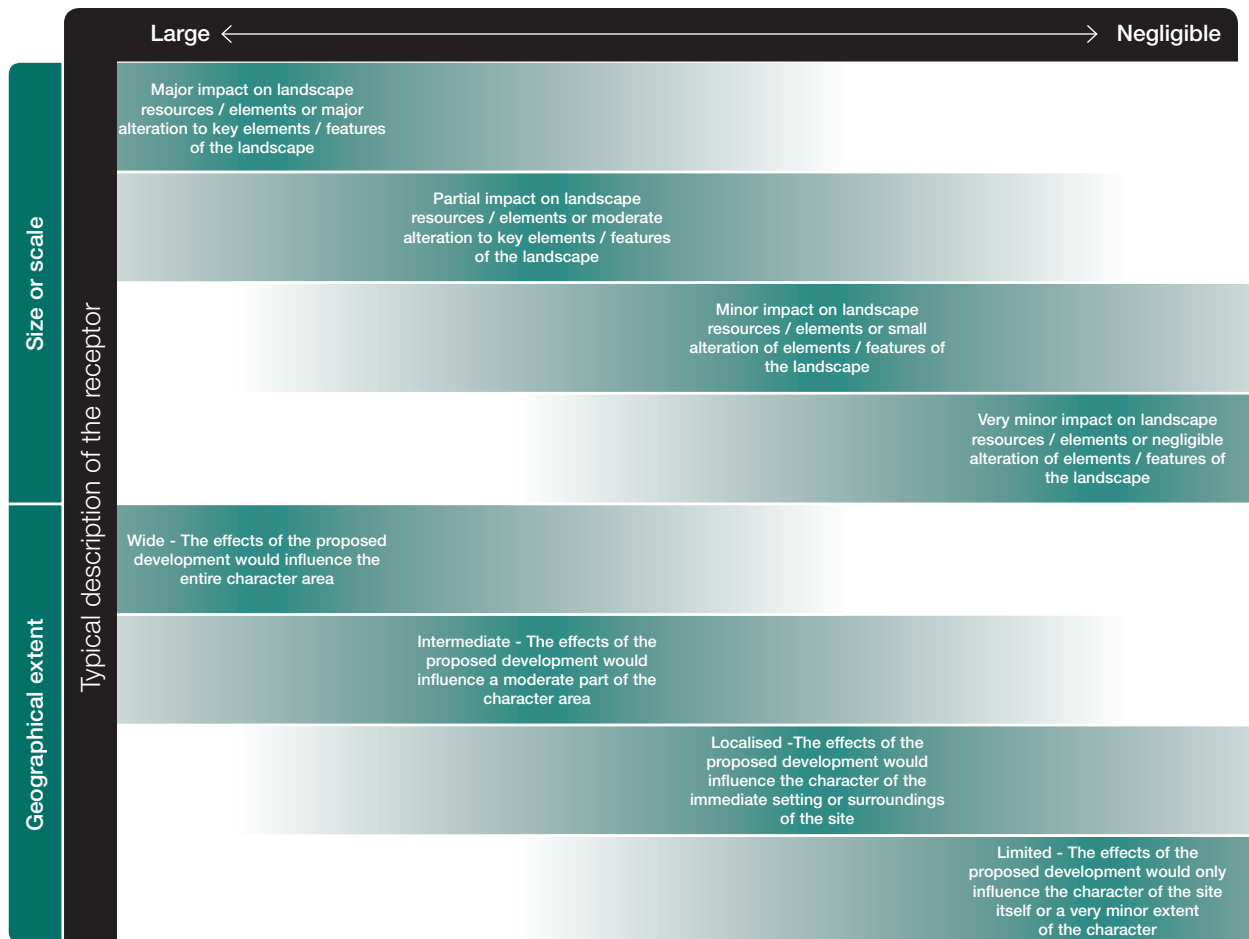 Large
Negligible
Size or scale
Typical description of the receptor
Major impact on landscape
resources / elements or major
alteration to key elements / features
of the landscape
Partial impact on landscape
resources / elements or moderate
alteration to key elements / features
of the landscape
Minor impact on landscape
resources / elements or small
alteration of elements / features of
the landscape
Very minor impact on landscape
resources / elements or negligible
alteration of elements / features of
the landscape
Geographical extent
Wide - The effects of the proposed
development would influence the
entire character area
Intermediate - The effects of the
proposed development would
influence a moderate part of the
character area
Localised -The effects of the
proposed development would
influence the character of the
immediate setting or surroundings
of the site
Limited - The effects of the
proposed development would only
influence the character of the site
itself or a very minor extent
of the character